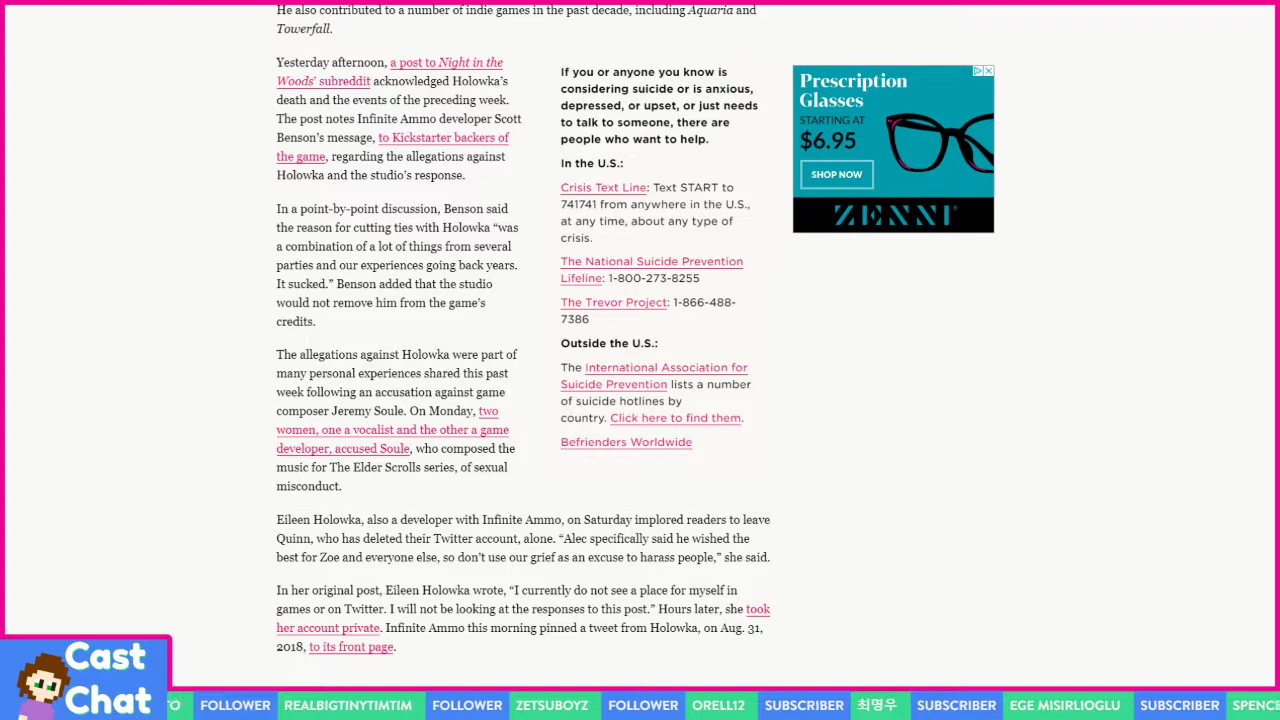 He also contributed to a number of indie games in the past decade, including Aquaria and
Towerfall.
Yesterday afternoon, a post to Night in the
Woods' subreddit acknowledged Holowka's
death and the events of the preceding week.
The post notes Infinite Ammo developer Scott
Benson's message, to Kickstarter backers of
the game, regarding the allegations against
Holowka and the studio's response.
In a point-by-point discussion, Benson said
the reason for cutting ties with Holowka “was
a combination of a lot of things from several
parties and our experiences going back years.
It sucked.” Benson added that the studio
would not remove him from the game's
credits.
The allegations against Holowka were part of
many personal experiences shared this past
week following an accusation against game
composer Jeremy Soule. On Monday, two
women, one a vocalist and the other a game
developer, accused Soule, who composed the
music for The Elder Scrolls series, of sexual
misconduct.
If you or anyone you know is
considering suicide or is anxious,
depressed, or upset, or just needs
to talk to someone, there are
people who want to help.
In the U.S.:
Crisis Text Line: Text START to
741741 from anywhere in the U.S.,
at any time, about any type of
crisis.
The National Suicide Prevention
Lifeline: 1-800-273-8255
The Trevor Project: 1-866-488-
7386
Outside the U.S.:
The International Association for
Suicide Prevention lists a number
of suicide hotlines by
country. Click here to find them.
Befrienders Worldwide
Prescription
Glasses
STARTING AT
$6.95
SHOP NOW
ZENNI®
Eileen Holowka, also a developer with Infinite Ammo, on Saturday implored readers to leave
Quinn, who has deleted their Twitter account, alone. “Alec specifically said he wished the
best for Zoe and everyone else, so don't use our grief as an excuse to harass people,” she said.
In her original post, Eileen Holowka wrote, “I currently do not see a place for myself in
games or on Twitter. I will not be looking at the responses to this post.” Hours later, she took
her account private. Infinite Ammo this morning pinned a tweet from Holowka, on Aug. 31,
2018, to its front page.
Cast
Chat
TO FOLLOWER REALBIGTINYTIMTIM FOLLOWER ZETSUBOYZ FOLLOWER ORELL12 SUBSCRIBER 최명우 SUBSCRIBER EGE MISIRLIOGLU SUBSCRIBER SPENCE